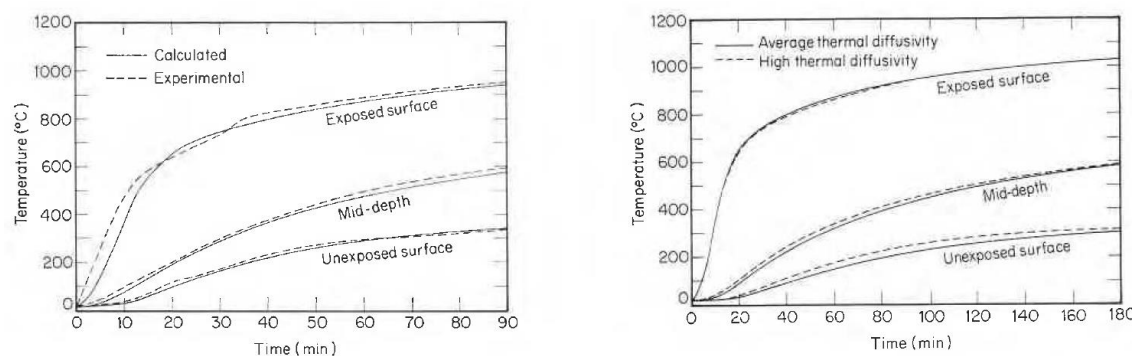 1200
1000
800
600
400
200
0
Temperature (°C)
Calculated
Experimental
Exposed surface
Mid-depth
Unexposed surface
0 10 20 30 40 50 60 70 80 90
Time (min)
1200
1000
800
600
400
200
0
Temperature (°C)
Average thermal diffusivity
High thermal diffusivity
Exposed surface
Mid-depth
Unexposed surface
0 20 40 60 80 100 120 140 160 180
Time (min)